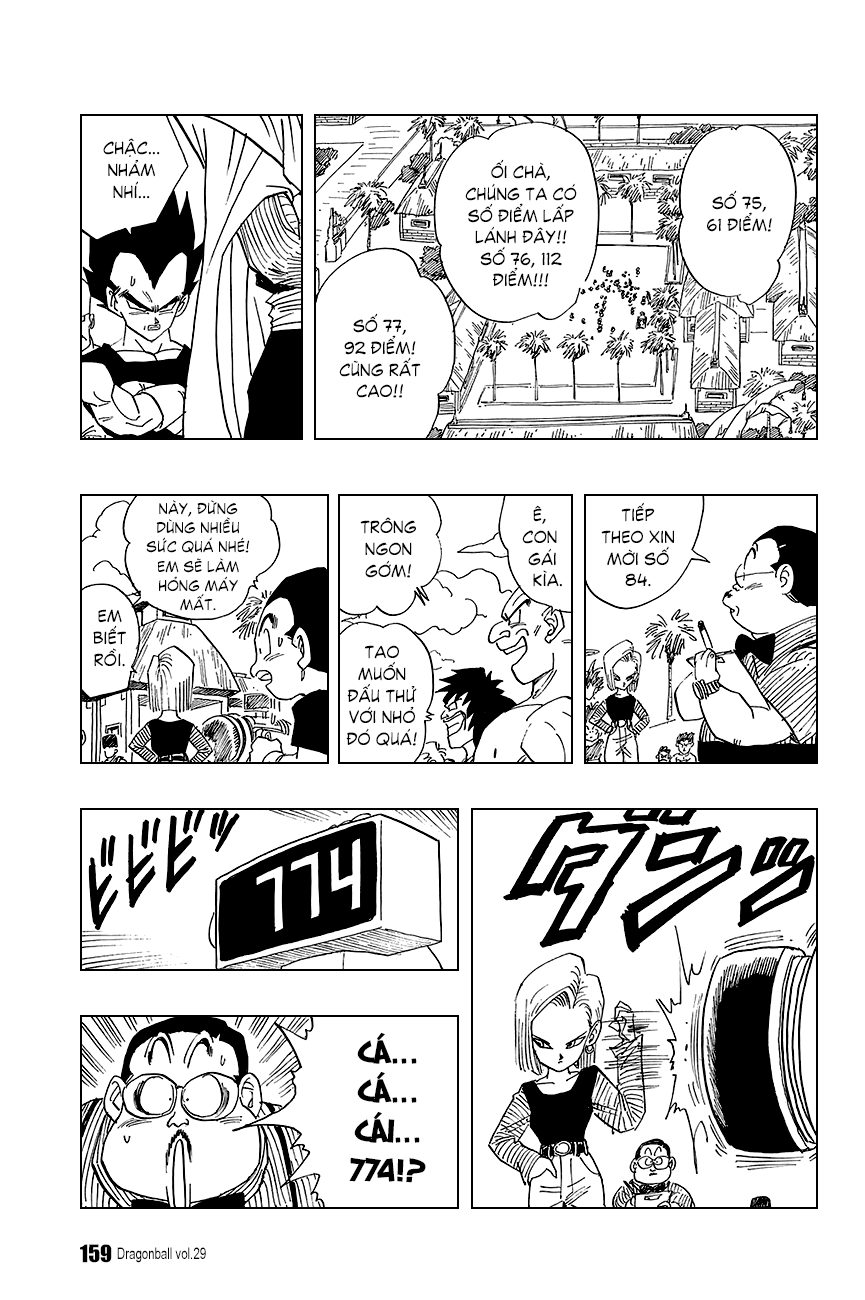 SỐ 75,
61 ĐIỂM!
ỐI CHÀ,
CHÚNG TA CÓ
SỐ ĐIỂM LẤP
LÁNH ĐÂY!!
SỐ 76, 112
ĐIỂM!!!
SỐ 77,
92 ĐIỂM!
CŨNG RẤT
CAO!!
CHẬC...
NHẢM
NHÍ...
TIẾP
THEO XIN
MỜI SỐ
84.
Ê,
CON
GÁI
KÌA.
TRÔNG
NGON
GỚM!
TAO
MUỐN
ĐẤU THỬ
VỚI NHỎ
ĐÓ QUÁ!
NÀY, ĐỪNG
DÙNG NHIỀU
SỨC QUÁ NHÉ!
EM SẼ LÀM
HỎNG MÁY
MẤT.
EM
BIẾT
RỒI.
ビビビッ
774
CÁ...
CÁ...
CÁI...
774!?
159 Dragonball vol.29